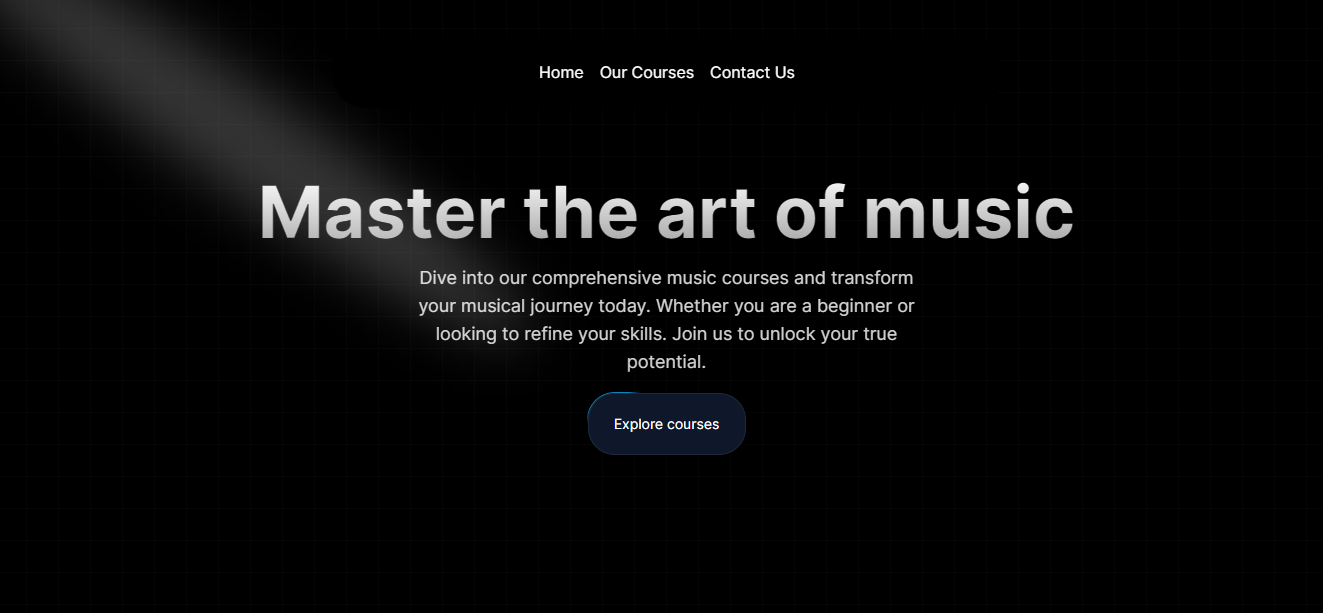 Home Our Courses Contact Us
Master the art of music
Dive into our comprehensive music courses and transform
your musical journey today. Whether you are a beginner or
looking to refine your skills. Join us to unlock your true
potential.
Explore courses